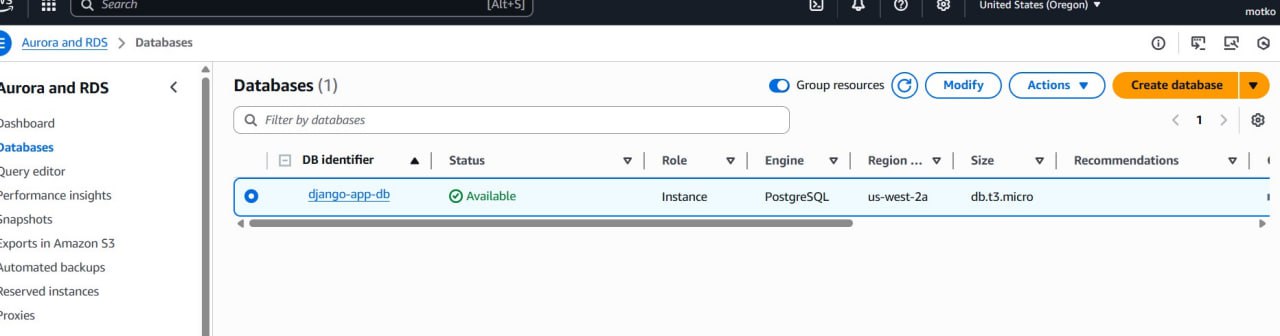 Search [Alt+S] United States (Oregon) ▼
motko
Aurora and RDS > Databases
Aurora and RDS
Databases (1)
Group resources
Modify
Actions ▼
Create database ▼
Filter by databases
1
Dashboard
Databases
Query editor
Performance insights
Snapshots
Exports in Amazon S3
Automated backups
Reserved instances
Proxies
DB identifier Status Role Engine Region ... Size Recommendations
django-app-db Available Instance PostgreSQL us-west-2a db.t3.micro